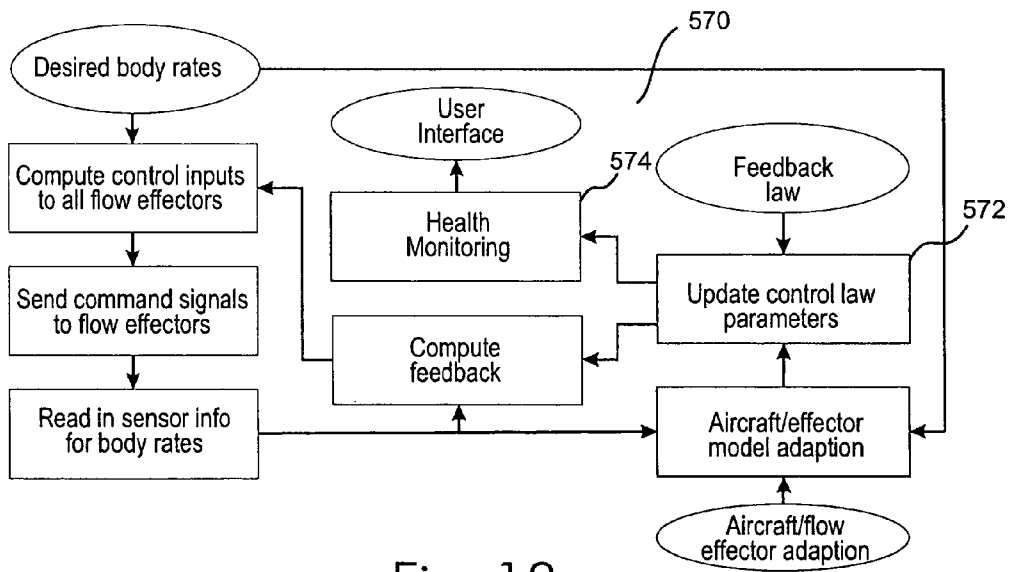 570
Desired body rates
User
Interface
574
Feedback
law
572
Compute control inputs
to all flow effectors
Health
Monitoring
Send command signals
to flow effectors
Update control law
parameters
Compute
feedback
Read in sensor info
for body rates
Aircraft/effector
model adaption
Aircraft/flow
effector adaption